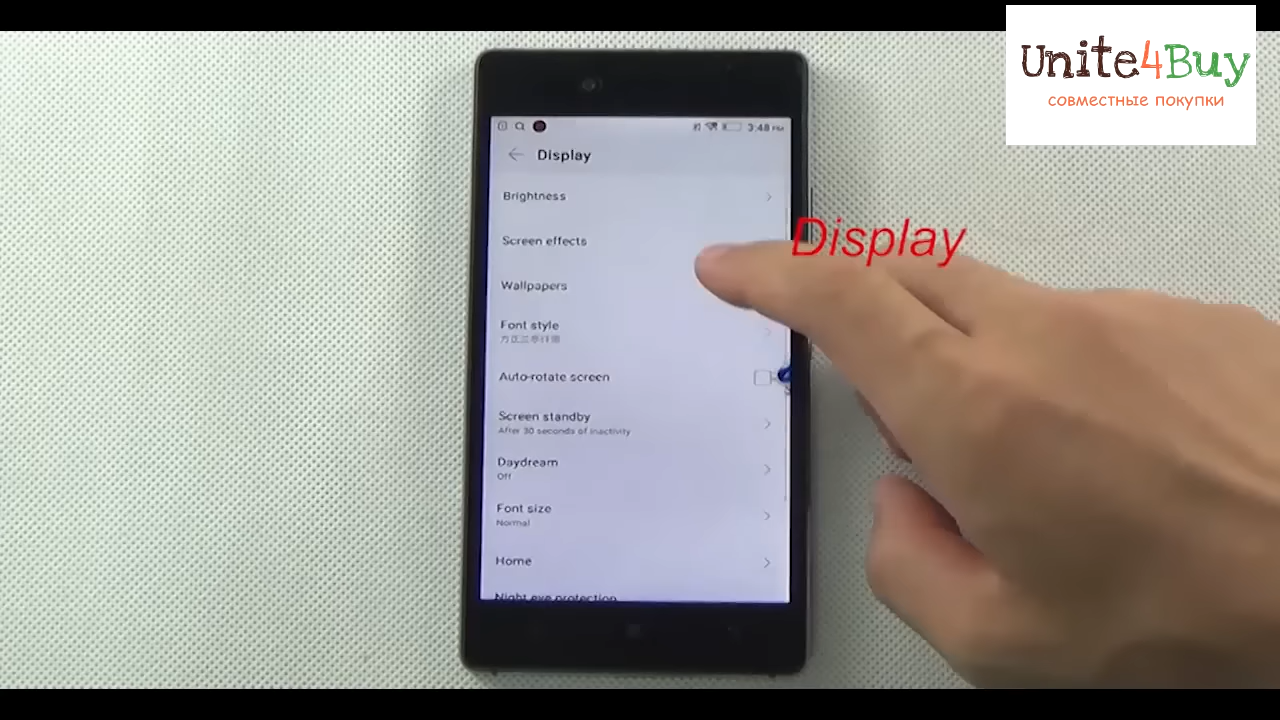 Unite4Buy
совместные покупки
3:48 PM
Display
Brightness
Screen effects
Display
Wallpapers
Font style
Auto-rotate screen
Screen standby
After 30 seconds of inactivity
Daydream
Off
Font size
Normal
Home
Night eye protection